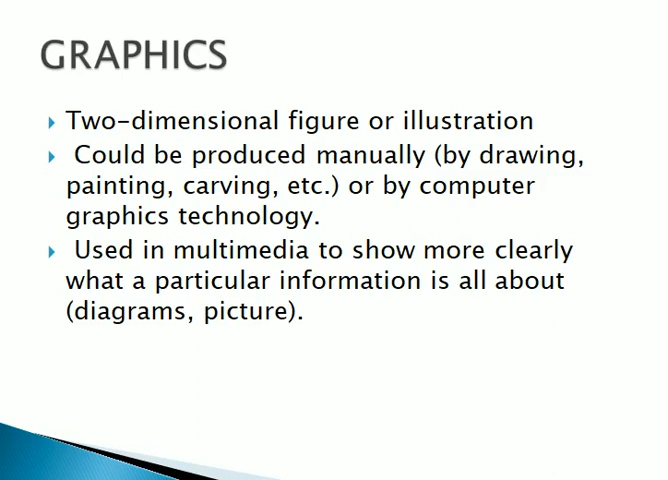 GRAPHICS
Two-dimensional figure or illustration
Could be produced manually (by drawing,
painting, carving, etc.) or by computer
graphics technology.
Used in multimedia to show more clearly
what a particular information is all about
(diagrams, picture).